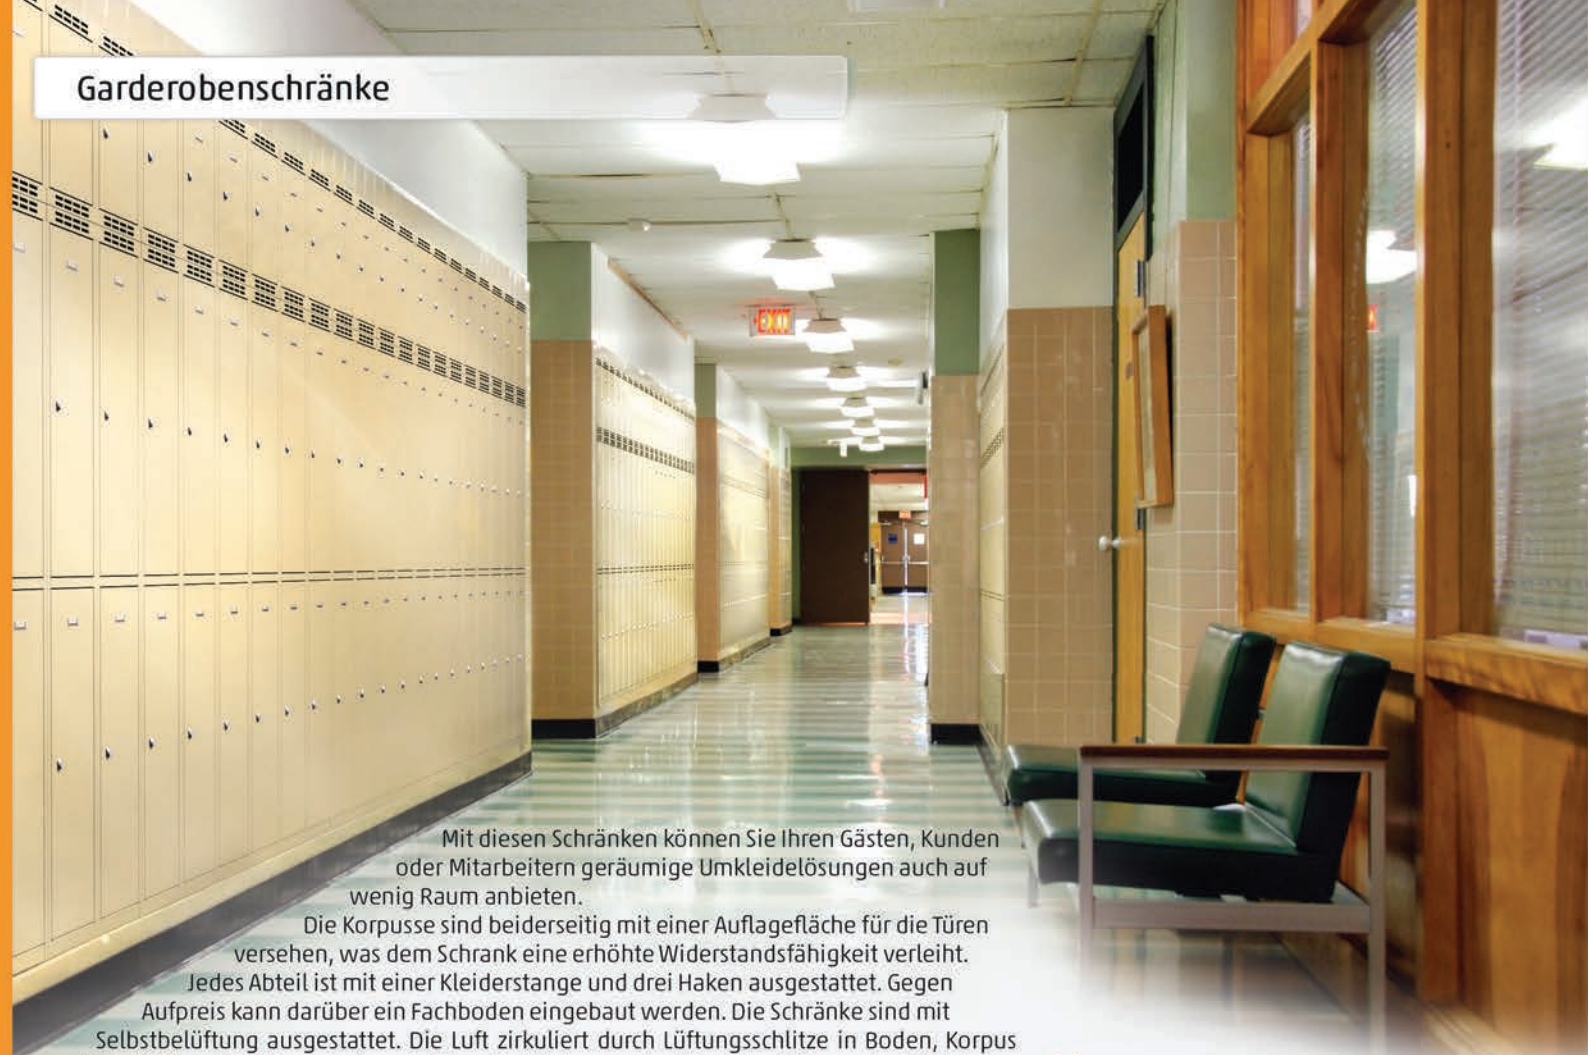 Garderobenschränke
EXIT
Mit diesen Schränken können Sie Ihren Gästen, Kunden
oder Mitarbeitern geräumige Umkleidelösungen auch auf
wenig Raum anbieten.
Die Korpusse sind beiderseitig mit einer Auflagefläche für die Türen
versehen, was dem Schrank eine erhöhte Widerstandsfähigkeit verleiht.
Jedes Abteil ist mit einer Kleiderstange und drei Haken ausgestattet. Gegen
Aufpreis kann darüber ein Fachboden eingebaut werden. Die Schränke sind mit
Selbstbelüftung ausgestattet. Die Luft zirkuliert durch Lüftungsschlitze in Boden, Korpus